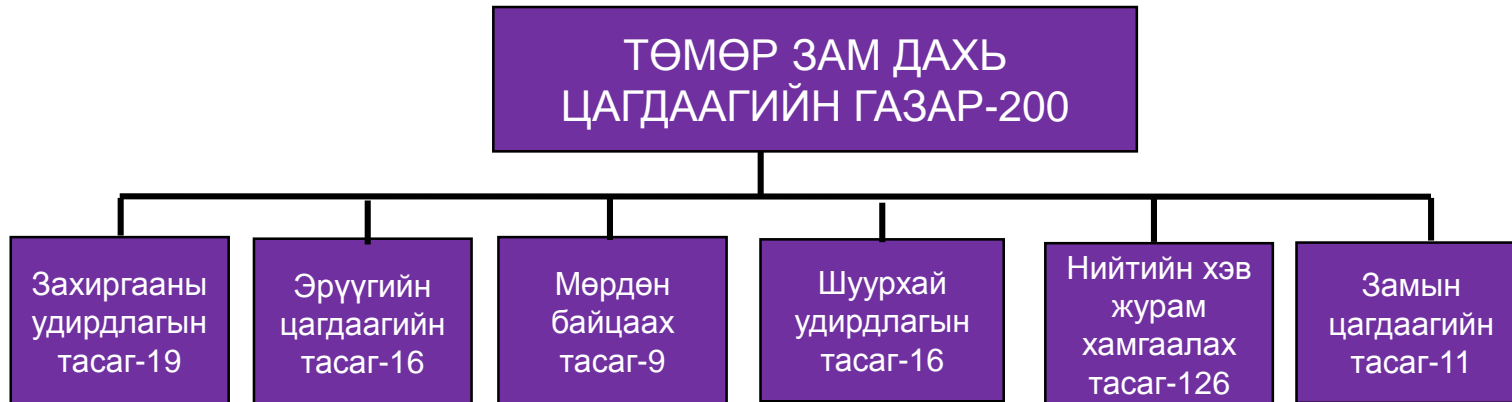 ТӨМӨР ЗАМ ДАХЬ
ЦАГДААГИЙН ГАЗАР-200
Захиргааны
удирдлагын
тасаг-19
Эрүүгийн
цагдаагийн
тасаг-16
Мөрдөн
байцаах
тасаг-9
Шуурхай
удирдлагын
тасаг-16
Нийтийн хэв
журам
хамгаалах
тасаг-126
Замын
цагдаагийн
тасаг-11